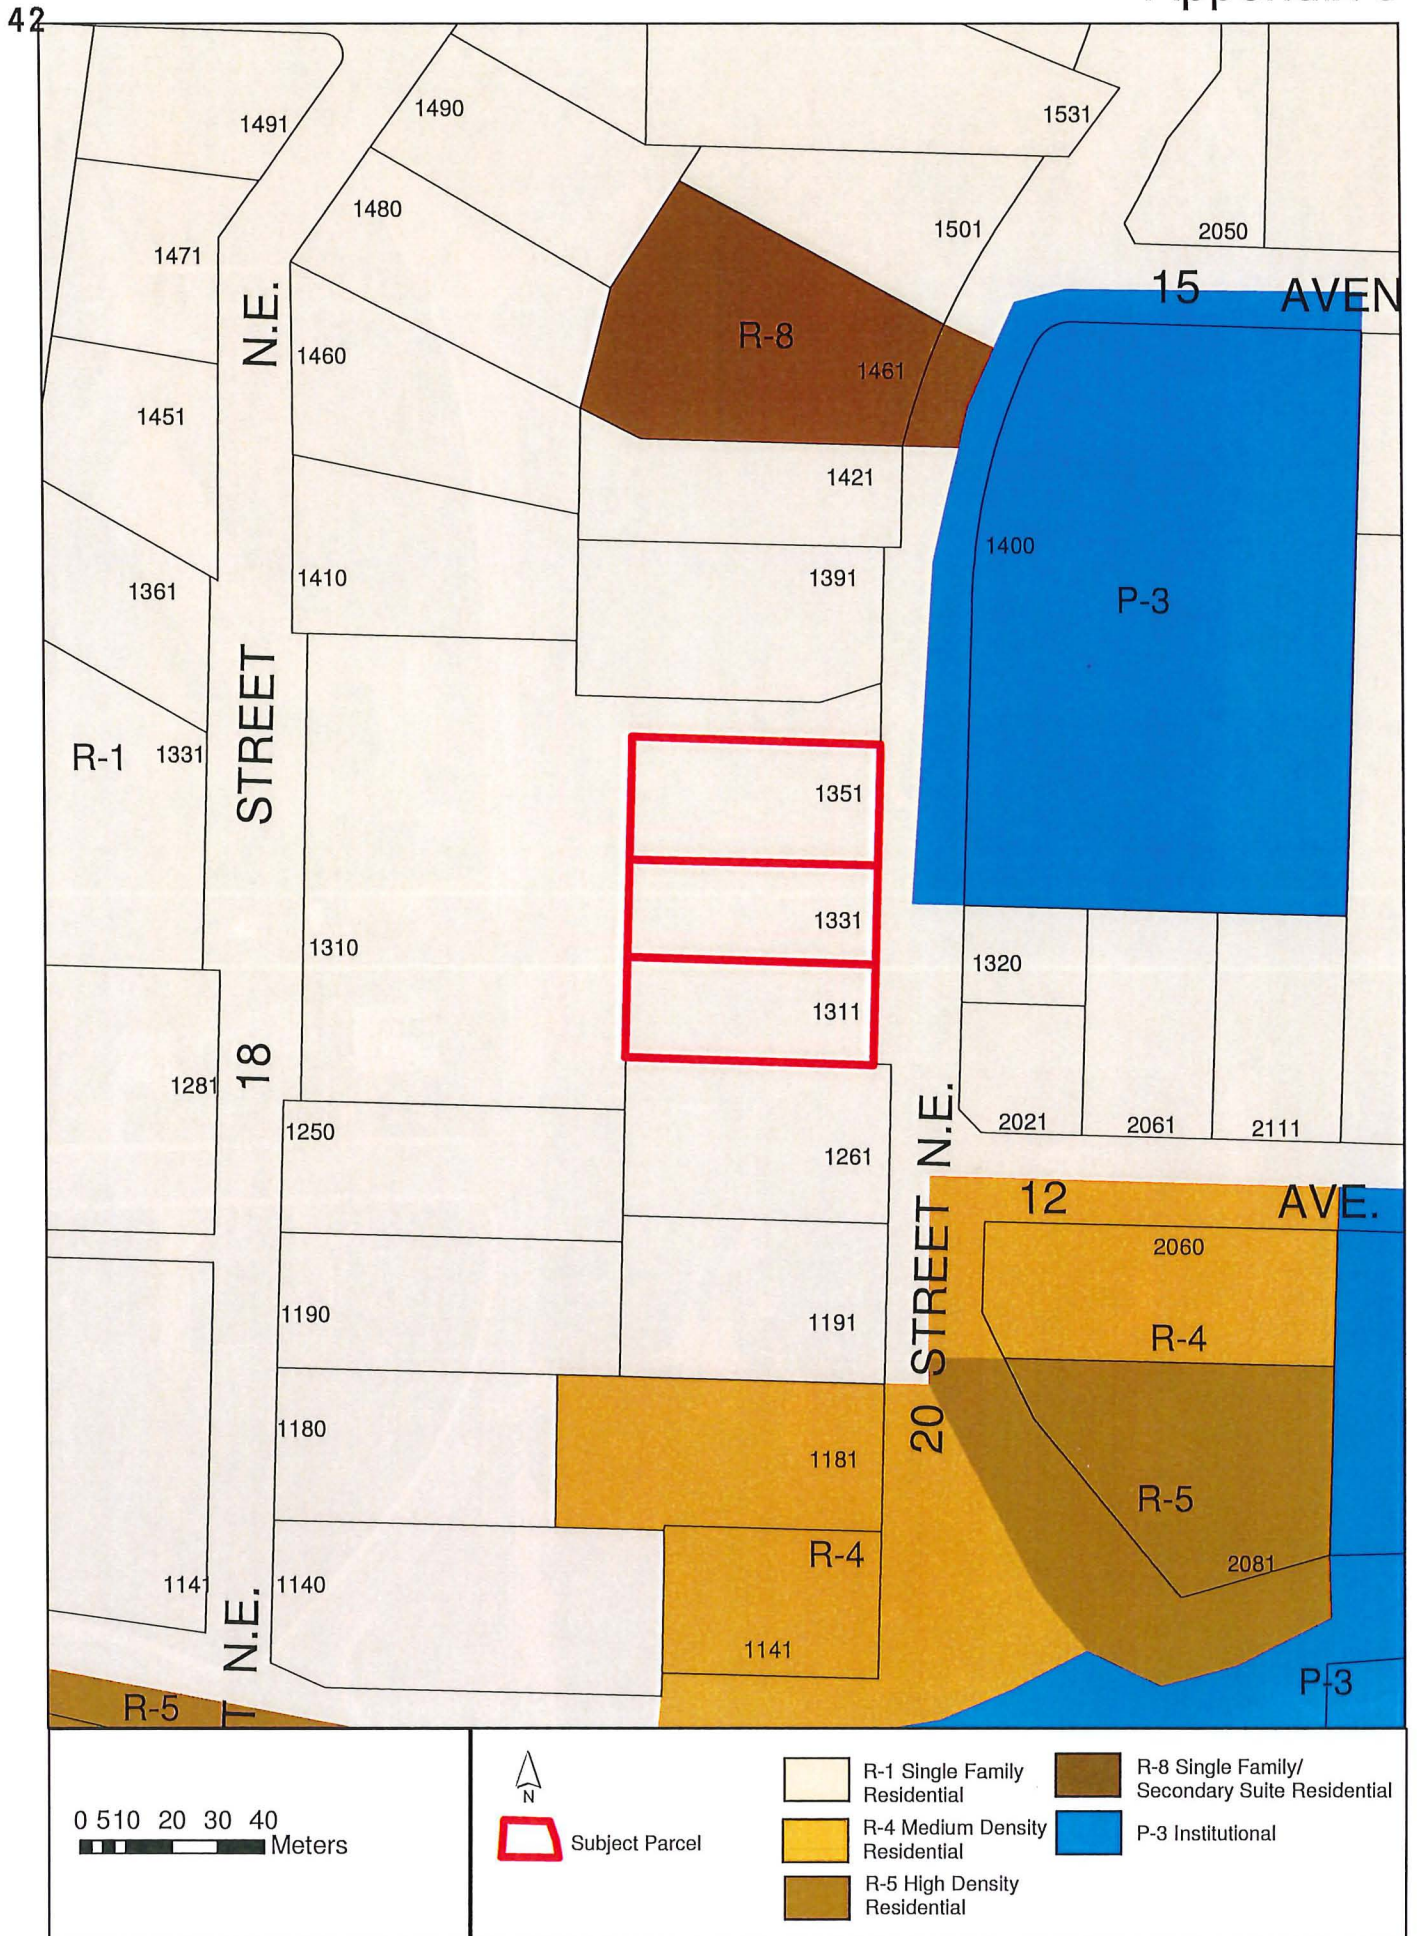 42
1491
1490
1531
1480
1501
2050
1471
15 AVEN
N.E.
R-8
1460
1461
1451
1421
1400
1361
1410
1391
P-3
STREET
R-1
1331
1351
1331
1310
1320
1311
18
1281
1250
2021
2061
2111
N.E.
1261
12 AVE.
2060
STREET
1190
1191
R-4
1180
20
1181
R-5
R-4
2081
1141
1140
N.E.
1141
P-3
R-5
T
0 510 20 30 40
Meters
N
Subject Parcel
R-1 Single Family
Residential
R-4 Medium Density
Residential
R-5 High Density
Residential
R-8 Single Family/
Secondary Suite Residential
P-3 Institutional